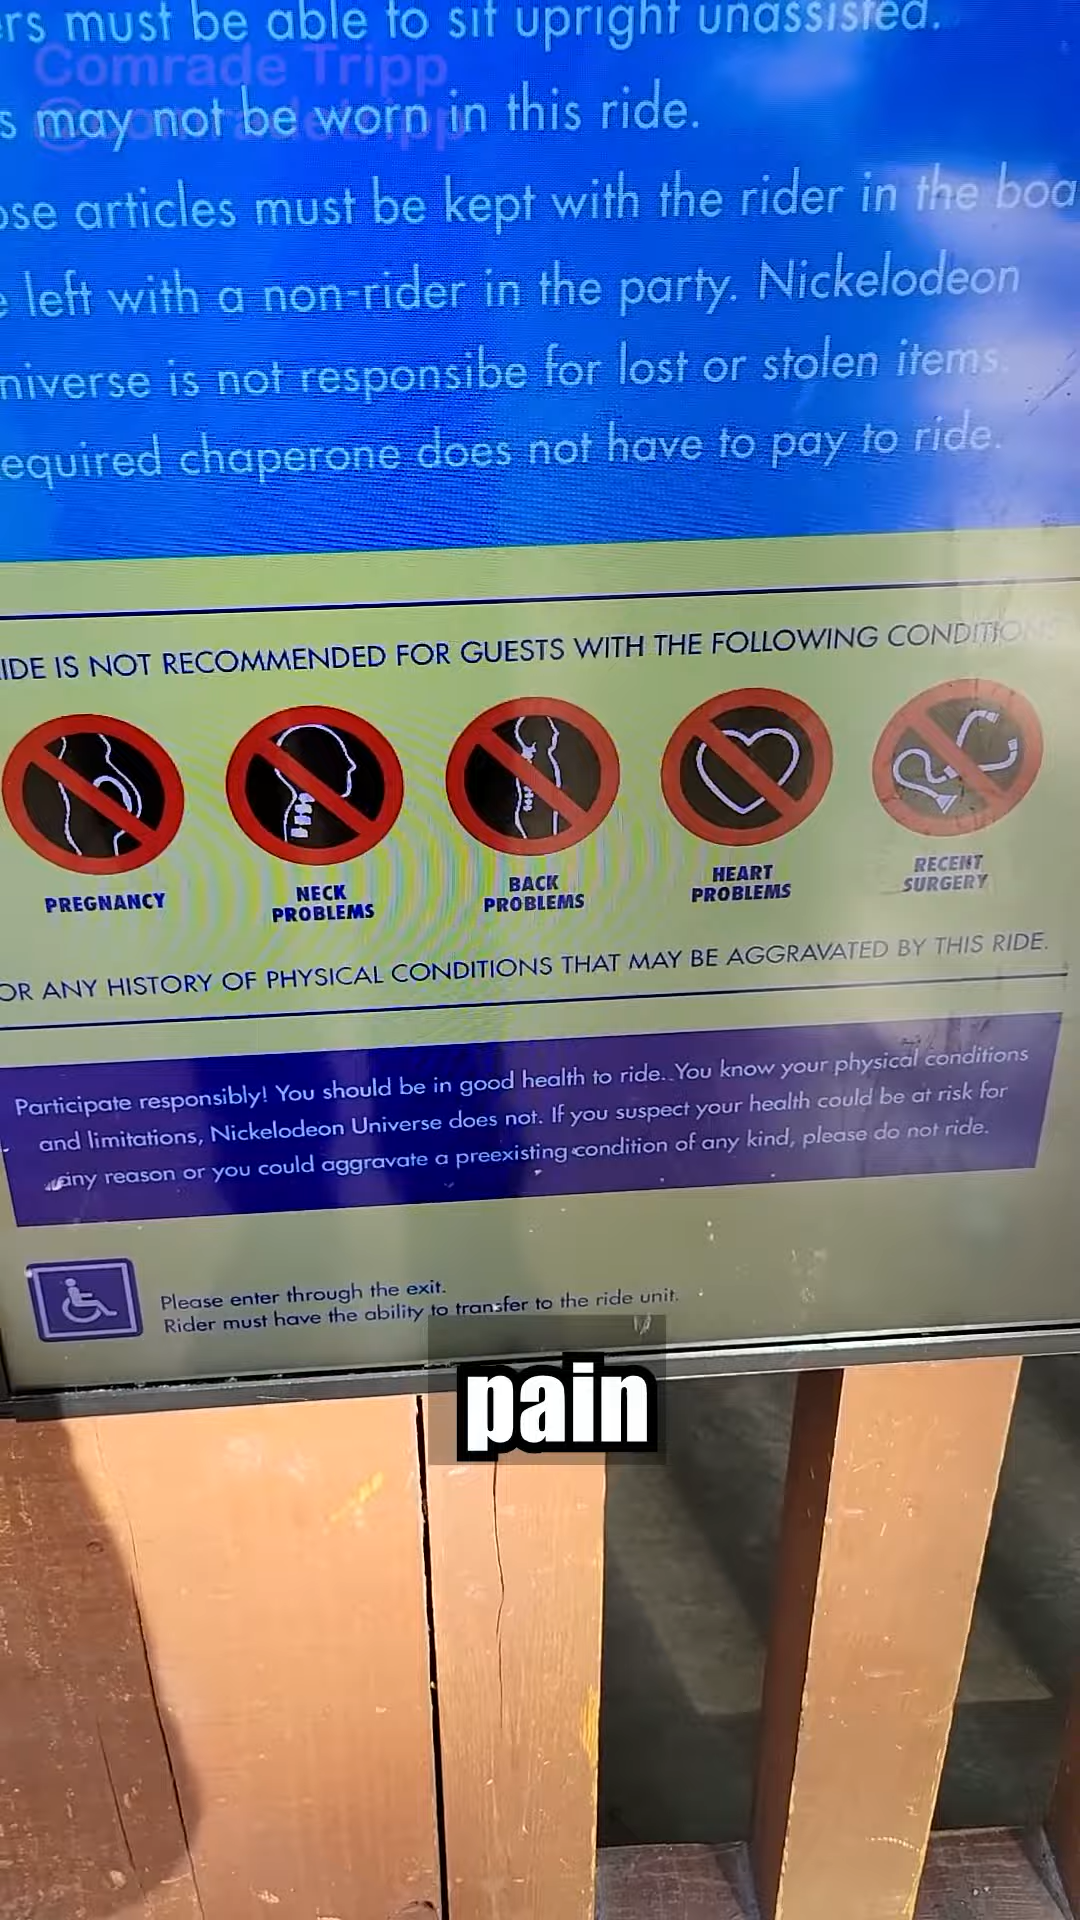 ers must be able to sit upright unassisted.
Comrade Tripp
s may not be worn in this ride.
@comradetripp
ose articles must be kept with the rider in the boa
e left with a non-rider in the party. Nickelodeon
niverse is not responsibe for lost or stolen items.
equired chaperone does not have to pay to ride.
IDE IS NOT RECOMMENDED FOR GUESTS WITH THE FOLLOWING CONDITIONS
PREGNANCY
NECK
PROBLEMS
BACK
PROBLEMS
HEART
PROBLEMS
RECENT
SURGERY
OR ANY HISTORY OF PHYSICAL CONDITIONS THAT MAY BE AGGRAVATED BY THIS RIDE.
Participate responsibly! You should be in good health to ride. You know your physical conditions
and limitations, Nickelodeon Universe does not. If you suspect your health could be at risk for
any reason or you could aggravate a preexisting condition of any kind, please do not ride.
Please enter through the exit.
Rider must have the ability to transfer to the ride unit.
pain